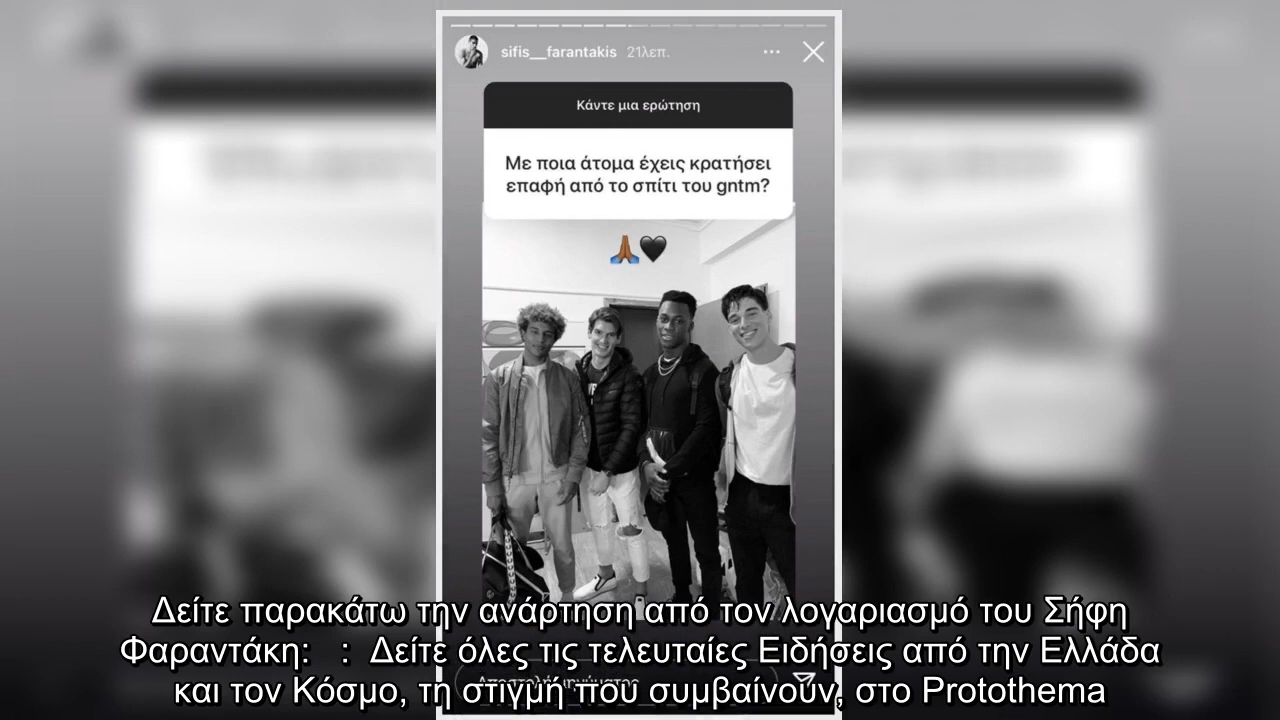 sifis__farantakis 21λεπ.
Κάντε μια ερώτηση
Με ποια άτομα έχεις κρατήσει
επαφή από το σπίτι του gntm?
Δείτε παρακάτω την ανάρτηση από τον λογαριασμό του Σήφη
Φαραντάκη: : Δείτε όλες τις τελευταίες Ειδήσεις από την Ελλάδα
και τον Κόσμο, τη στιγμή που συμβαίνουν, στο Protothema